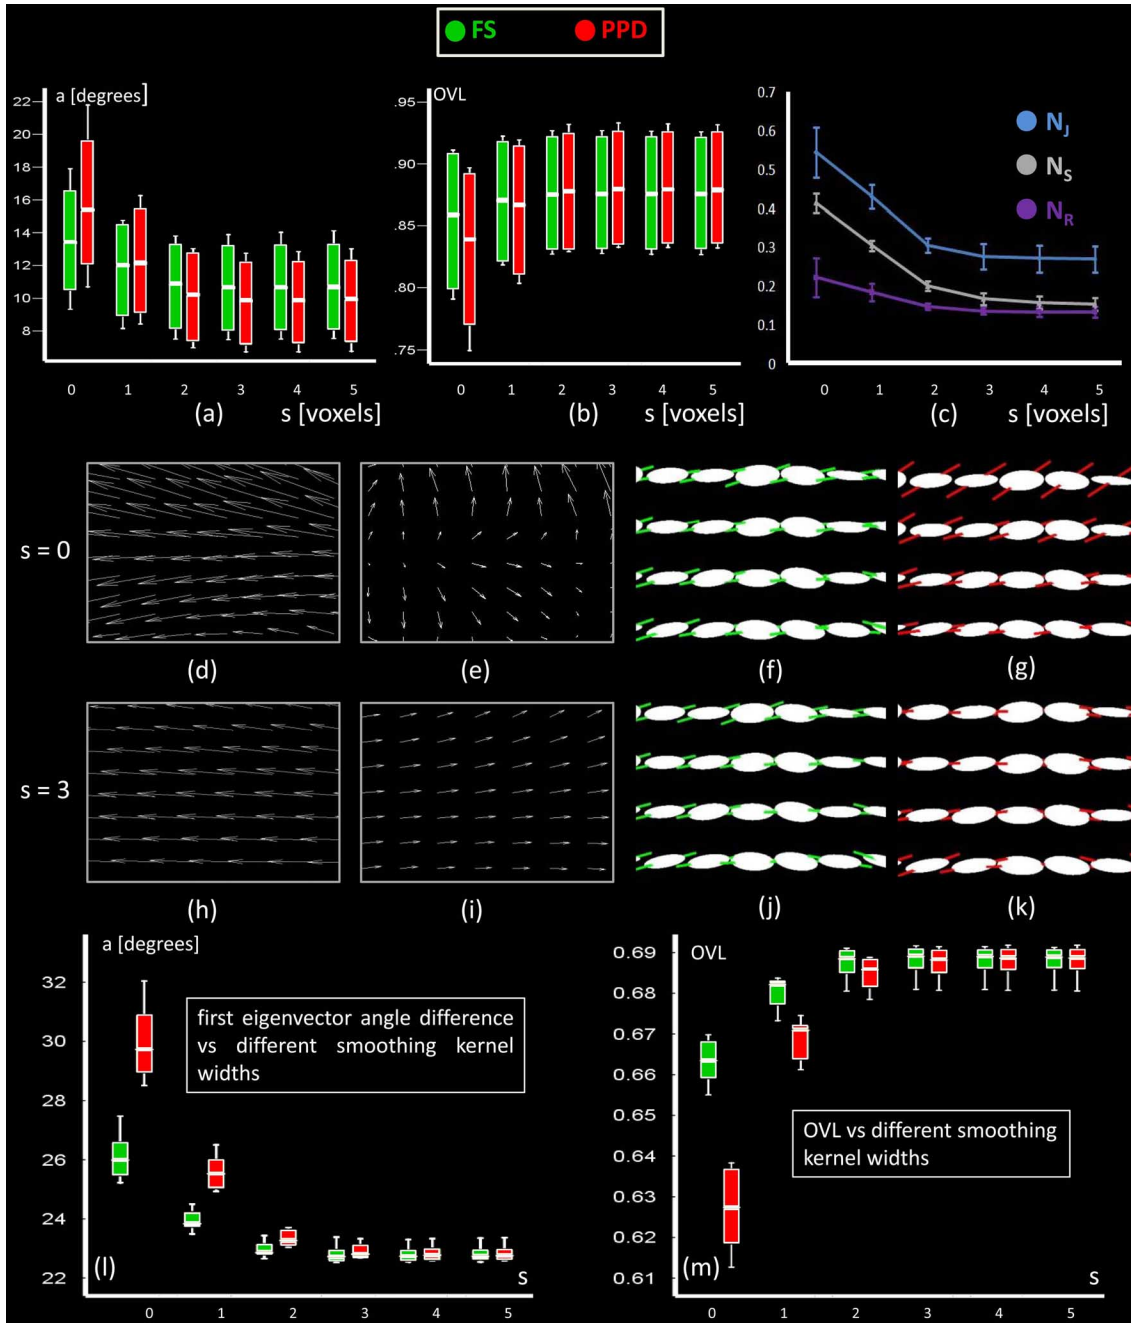 FS PPD
a [degrees]
22
20
18
16
14
12
10
8
0 1 2 3 4 5
(a) s [voxels]
OVL
.95
.90
.85
.80
.75
0 1 2 3 4 5
(b) s [voxels]
0.7
0.6
0.5
0.4
0.3
0.2
0.1
0
NJ
NS
NR
0 1 2 3 4 5
(c) s [voxels]
s = 0
(d) (e) (f) (g)
s = 3
(h) (i) (j) (k)
a [degrees]
32
30
28
26
24
22
first eigenvector angle difference
vs different smoothing kernel
widths
(l) s
0 1 2 3 4 5
OVL
0.69
0.68
0.67
0.66
0.65
0.64
0.63
0.62
0.61
OVL vs different smoothing
kernel widths
(m) s
0 1 2 3 4 5